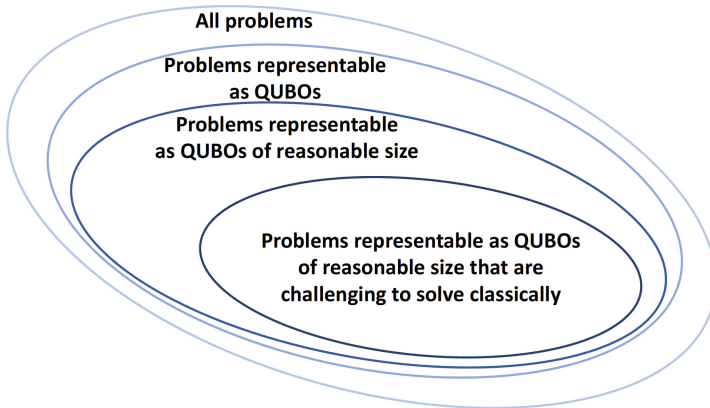 All problems
Problems representable
as QUBOs
Problems representable
as QUBOs of reasonable size
Problems representable as QUBOs
of reasonable size that are
challenging to solve classically